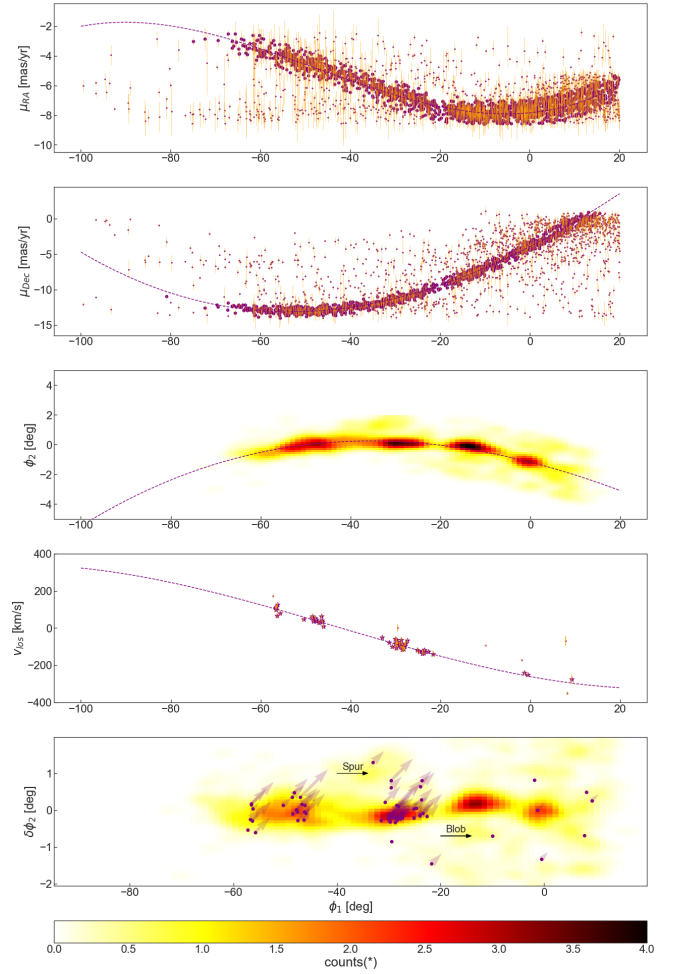 μRA [mas/yr]
−2
−4
−6
−8
−10
−100 −80 −60 −40 −20 0 20
μDec [mas/yr]
0
−5
−10
−15
−100 −80 −60 −40 −20 0 20
ϕ2 [deg]
4
2
0
−2
−4
−100 −80 −60 −40 −20 0 20
vlos [km/s]
400
200
0
−200
−400
−100 −80 −60 −40 −20 0 20
δϕ2 [deg]
1
0
−1
−2
Spur
Blob
−80 −60 −40 −20 0
ϕ1 [deg]
0.0 0.5 1.0 1.5 2.0 2.5 3.0 3.5 4.0
counts(*)